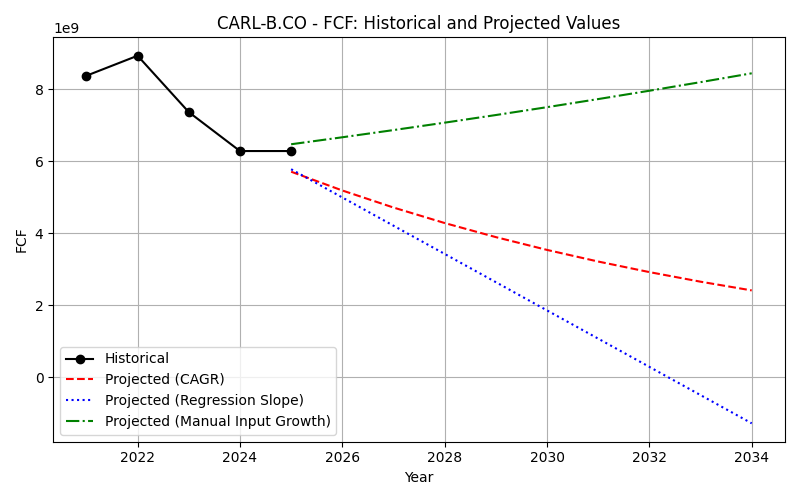 CARL-B.CO - FCF: Historical and Projected Values
1e9
8
6
4
2
0
FCF
Historical
Projected (CAGR)
Projected (Regression Slope)
Projected (Manual Input Growth)
2022 2024 2026 2028 2030 2032 2034
Year